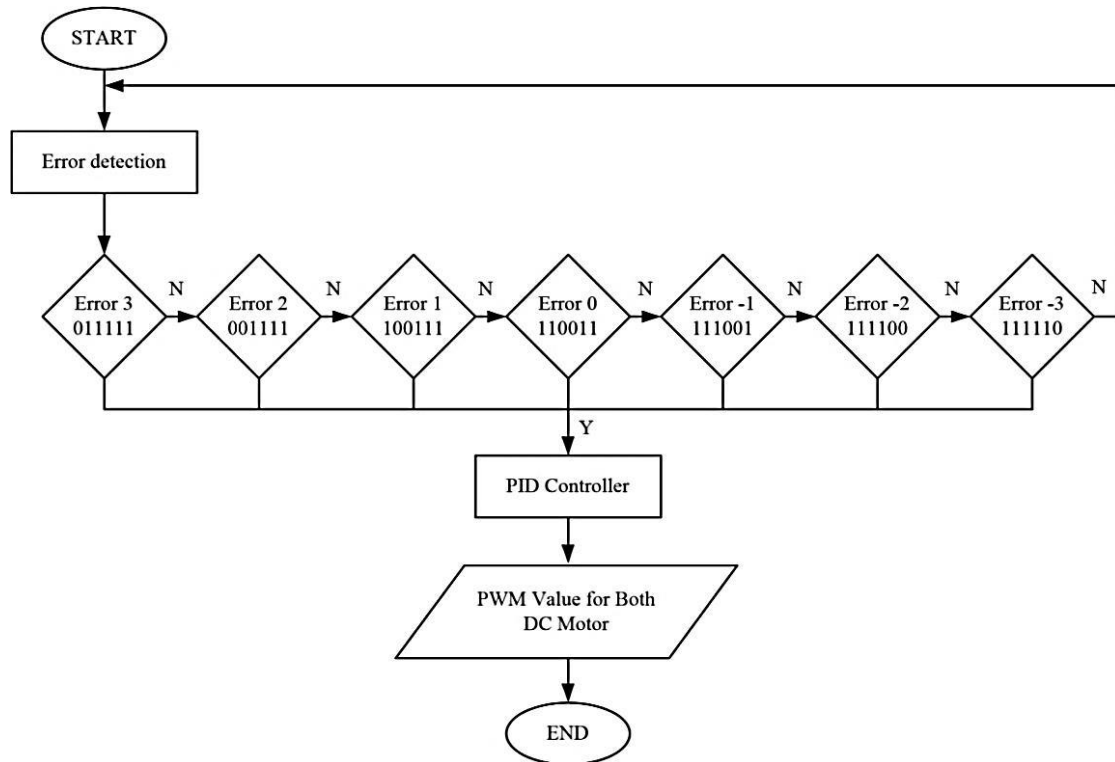 START
Error detection
Error 3
011111
N
Error 2
001111
N
Error 1
100111
N
Error 0
110011
N
Error -1
111001
N
Error -2
111100
N
Error -3
111110
N
Y
PID Controller
PWM Value for Both
DC Motor
END